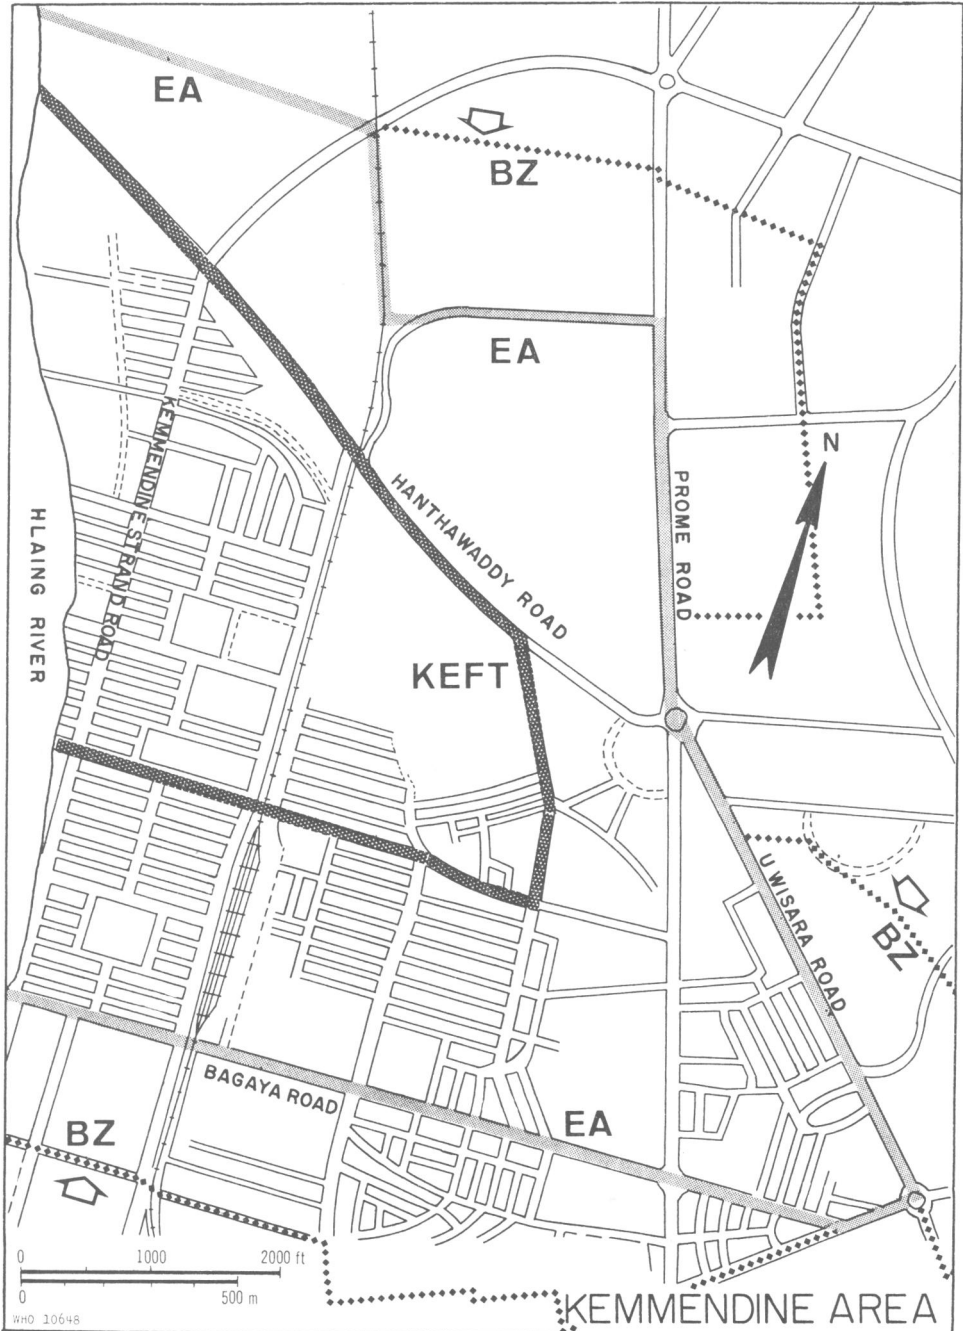 EA
BZ
EA
KEMMENDINE STRAND ROAD
N
HANTHAWADDY ROAD
PROME ROAD
HLAING RIVER
KEFT
U WISARA ROAD
BZ
BAGAYA ROAD
EA
BZ
0 1000 2000 ft
0 500 m
WHO 10648
KEMMENDINE AREA